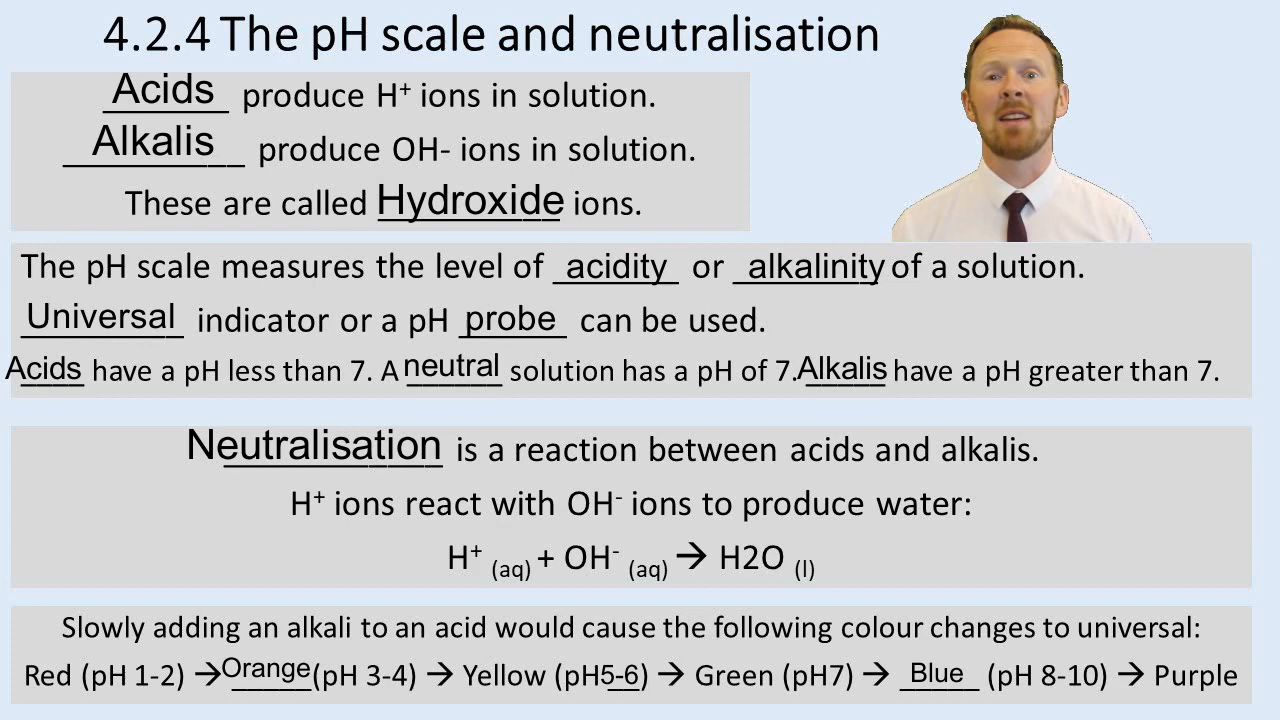 4.2.4 The pH scale and neutralisation
Acids produce H⁺ ions in solution.
Alkalis produce OH- ions in solution.
These are called Hydroxide ions.
The pH scale measures the level of acidity or alkalinity of a solution.
Universal indicator or a pH probe can be used.
Acids have a pH less than 7. A neutral solution has a pH of 7. Alkalis have a pH greater than 7.
Neutralisation is a reaction between acids and alkalis.
H⁺ ions react with OH⁻ ions to produce water:
H⁺ (aq) + OH⁻ (aq) → H2O (l)
Slowly adding an alkali to an acid would cause the following colour changes to universal:
Red (pH 1-2) → Orange (pH 3-4) → Yellow (pH5-6) → Green (pH7) → Blue (pH 8-10) → Purple